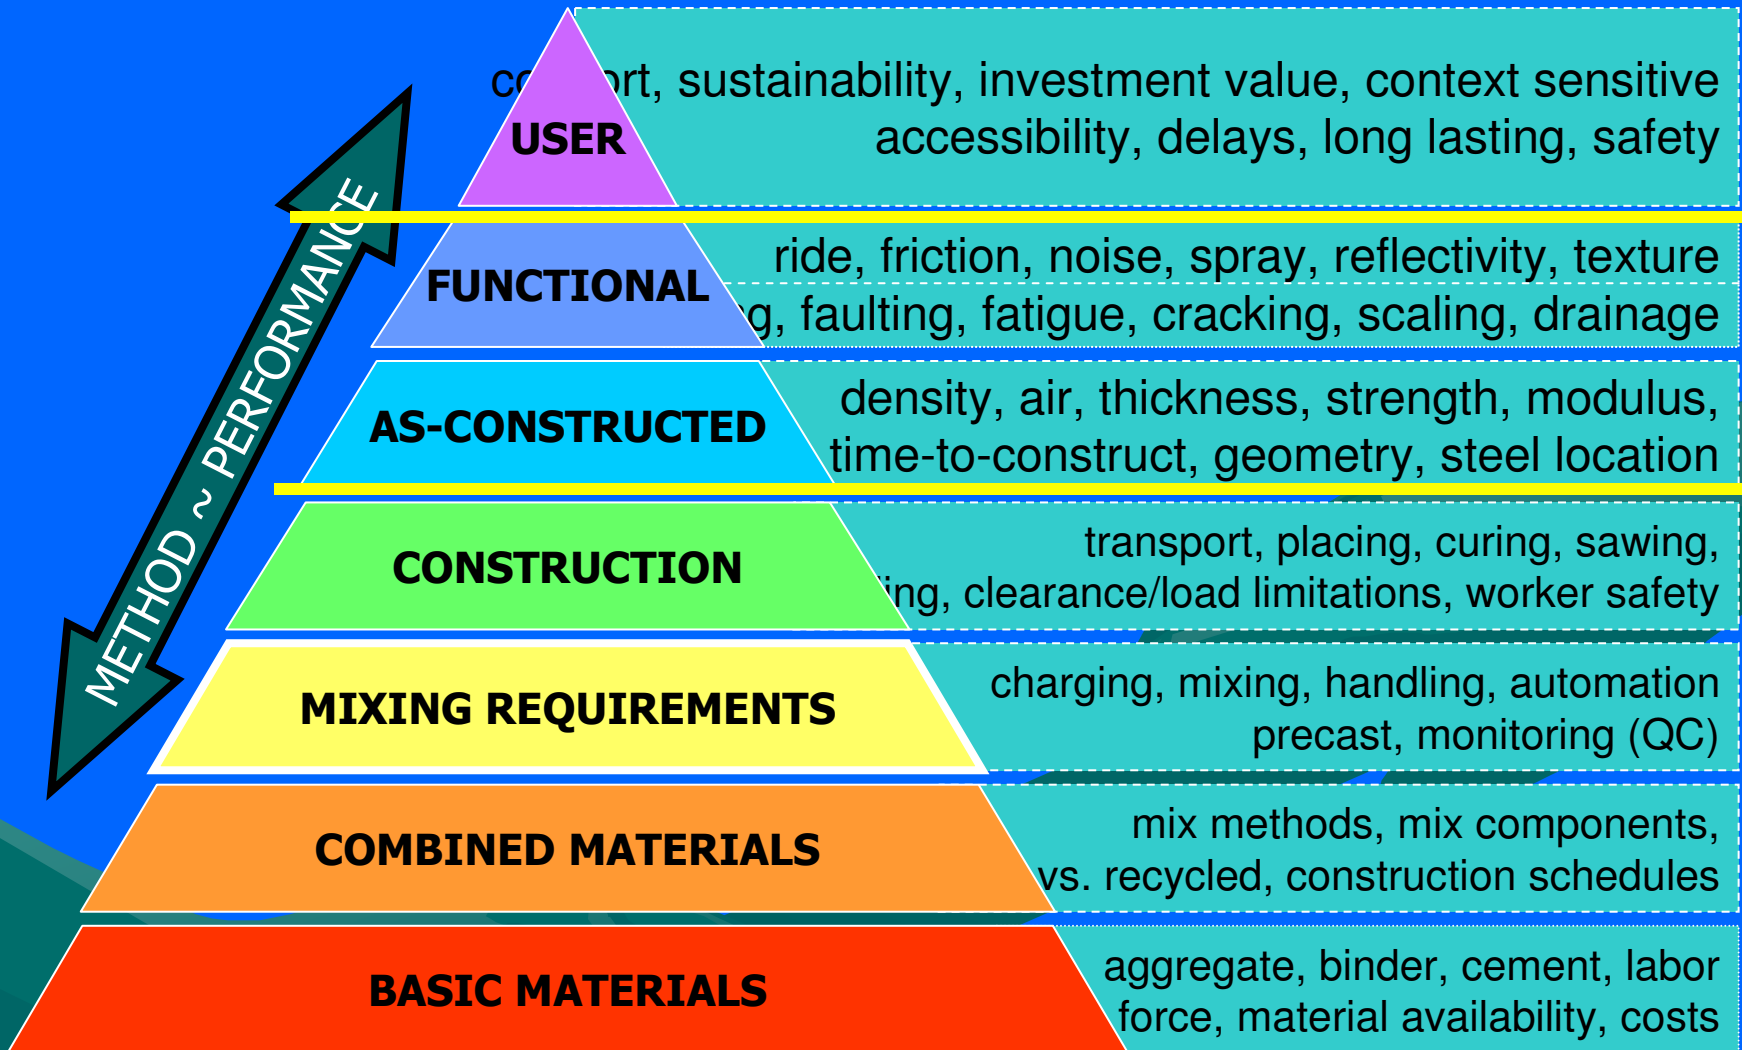 sustainability, investment value, context sensitive
accessibility, delays, long lasting, safety
USER
ride, friction, noise, spray, reflectivity, texture
FUNCTIONAL
faulting, fatigue, cracking, scaling, drainage
density, air, thickness, strength, modulus,
AS-CONSTRUCTED
time-to-construct, geometry, steel location
METHOD ~ PERFORMANCE
transport, placing, curing, sawing,
CONSTRUCTION
clearance/load limitations, worker safety
charging, mixing, handling, automation
MIXING REQUIREMENTS
precast, monitoring (QC)
mix methods, mix components,
COMBINED MATERIALS
vs. recycled, construction schedules
aggregate, binder, cement, labor
BASIC MATERIALS
force, material availability, costs